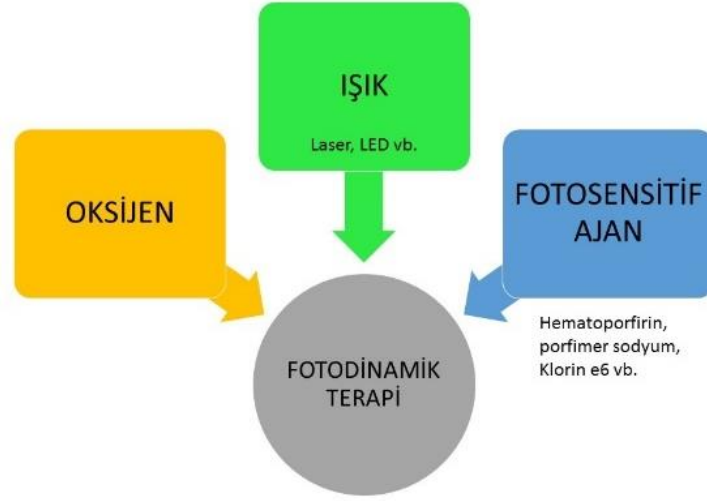 IŞIK
Laser, LED vb.
OKSİJEN
FOTOSENSİTİF
AJAN
Hematoporfirin,
porfimer sodyum,
Klorin e6 vb.
FOTODİNAMİK
TERAPİ